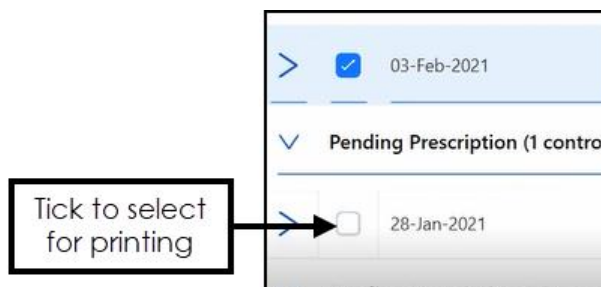 03-Feb-2021
Pending Prescription (1 contro
Tick to select
for printing
28-Jan-2021